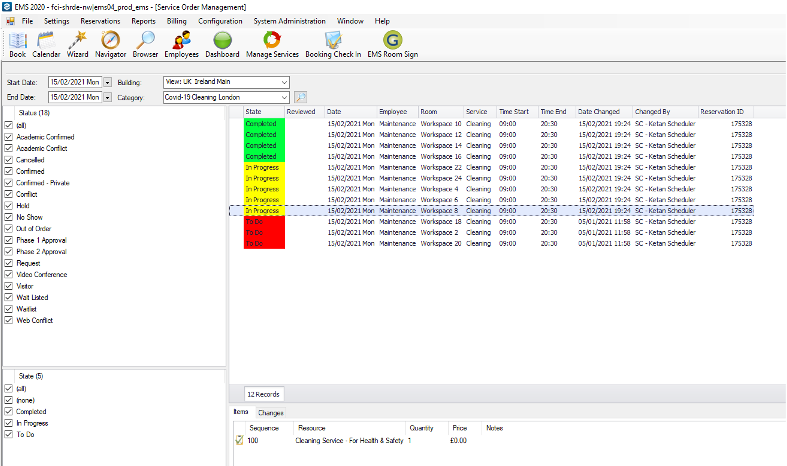 EMS 2020 - fci-shrde-nw\ems04_prod_ems - [Service Order Management]
File Settings Reservations Reports Billing Configuration System Administration Window Help
Book Calendar Wizard Navigator Browser Employees Dashboard Manage Services Booking Check In EMS Room Sign
Start Date: 15/02/2021 Mon Building: View: UK Ireland Main
End Date: 15/02/2021 Mon Category: Covid-19 Cleaning London
Status (18)
(all)
Academic Confirmed
Academic Conflict
Cancelled
Confirmed
Confirmed - Private
Conflict
Hold
No Show
Out of Order
Phase 1 Approval
Phase 2 Approval
Request
Video Conference
Visitor
Wait Listed
Waitlist
Web Conflict
State (5)
(all)
(none)
Completed
In Progress
To Do
State Reviewed Date Employee Room Service Time Start Time End Date Changed Changed By Reservation ID
Completed 15/02/2021 Mon Maintenance Workspace 10 Cleaning 09:00 20:30 15/02/2021 19:24 SC - Ketan Scheduler 175328
Completed 15/02/2021 Mon Maintenance Workspace 12 Cleaning 09:00 20:30 15/02/2021 19:24 SC - Ketan Scheduler 175328
Completed 15/02/2021 Mon Maintenance Workspace 14 Cleaning 09:00 20:30 15/02/2021 19:24 SC - Ketan Scheduler 175328
Completed 15/02/2021 Mon Maintenance Workspace 16 Cleaning 09:00 20:30 15/02/2021 19:24 SC - Ketan Scheduler 175328
In Progress 15/02/2021 Mon Maintenance Workspace 22 Cleaning 09:00 20:30 15/02/2021 19:24 SC - Ketan Scheduler 175328
In Progress 15/02/2021 Mon Maintenance Workspace 24 Cleaning 09:00 20:30 15/02/2021 19:24 SC - Ketan Scheduler 175328
In Progress 15/02/2021 Mon Maintenance Workspace 4 Cleaning 09:00 20:30 15/02/2021 19:24 SC - Ketan Scheduler 175328
In Progress 15/02/2021 Mon Maintenance Workspace 6 Cleaning 09:00 20:30 15/02/2021 19:24 SC - Ketan Scheduler 175328
In Progress 15/02/2021 Mon Maintenance Workspace 8 Cleaning 09:00 20:30 15/02/2021 19:24 SC - Ketan Scheduler 175328
To Do 15/02/2021 Mon Maintenance Workspace 18 Cleaning 09:00 20:30 05/01/2021 11:58 SC - Ketan Scheduler 175328
To Do 15/02/2021 Mon Maintenance Workspace 2 Cleaning 09:00 20:30 05/01/2021 11:58 SC - Ketan Scheduler 175328
To Do 15/02/2021 Mon Maintenance Workspace 20 Cleaning 09:00 20:30 05/01/2021 11:58 SC - Ketan Scheduler 175328
12 Records
Items Changes
Sequence Resource Quantity Price Notes
100 Cleaning Service - For Health & Safety 1 £0.00